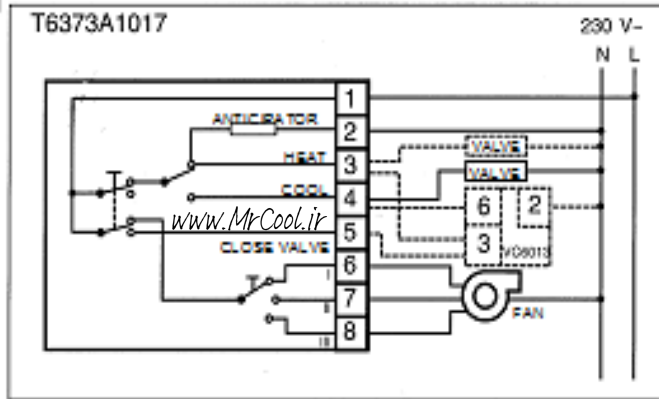 T6373A1017
230 V~
N L
1
ANTICIPATOR 2
VALVE
HEAT 3
VALVE
COOL 4
6 2
www.MrCool.ir
5
3 VC6013
CLOSE VALVE
I 6
II 7
FAN
III 8